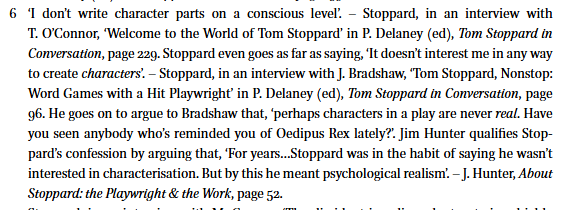 6 ‘I don’t write character parts on a conscious level’. – Stoppard, in an interview with
T. O’Connor, ‘Welcome to the World of Tom Stoppard’ in P. Delaney (ed), Tom Stoppard in
Conversation, page 229. Stoppard even goes as far as saying, ‘It doesn’t interest me in any way
to create characters’. – Stoppard, in an interview with J. Bradshaw, ‘Tom Stoppard, Nonstop:
Word Games with a Hit Playwright’ in P. Delaney (ed), Tom Stoppard in Conversation, page
96. He goes on to argue to Bradshaw that, ‘perhaps characters in a play are never real. Have
you seen anybody who’s reminded you of Oedipus Rex lately?’. Jim Hunter qualifies Stop-
pard’s confession by arguing that, ‘For years...Stoppard was in the habit of saying he wasn’t
interested in characterisation. But by this he meant psychological realism’. – J. Hunter, About
Stoppard: the Playwright & the Work, page 52.